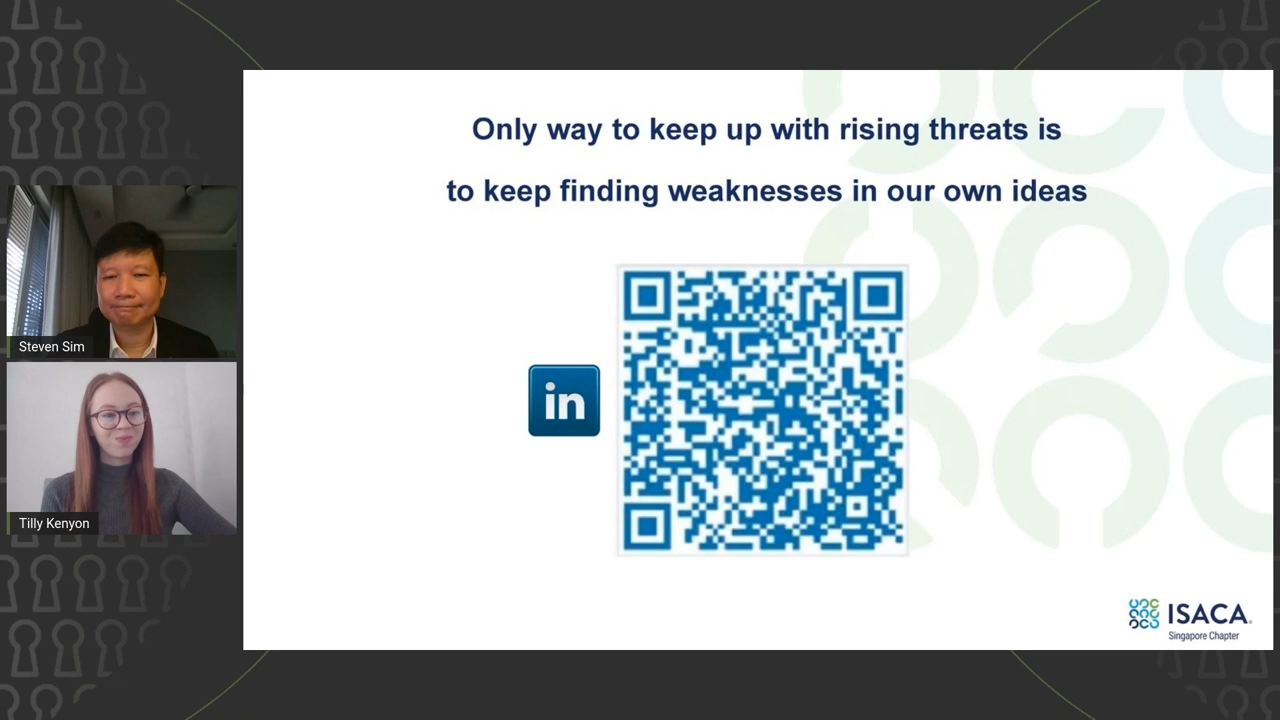 Only way to keep up with rising threats is
to keep finding weaknesses in our own ideas
Steven Sim
in
Tilly Kenyon
ISACA.
Singapore Chapter